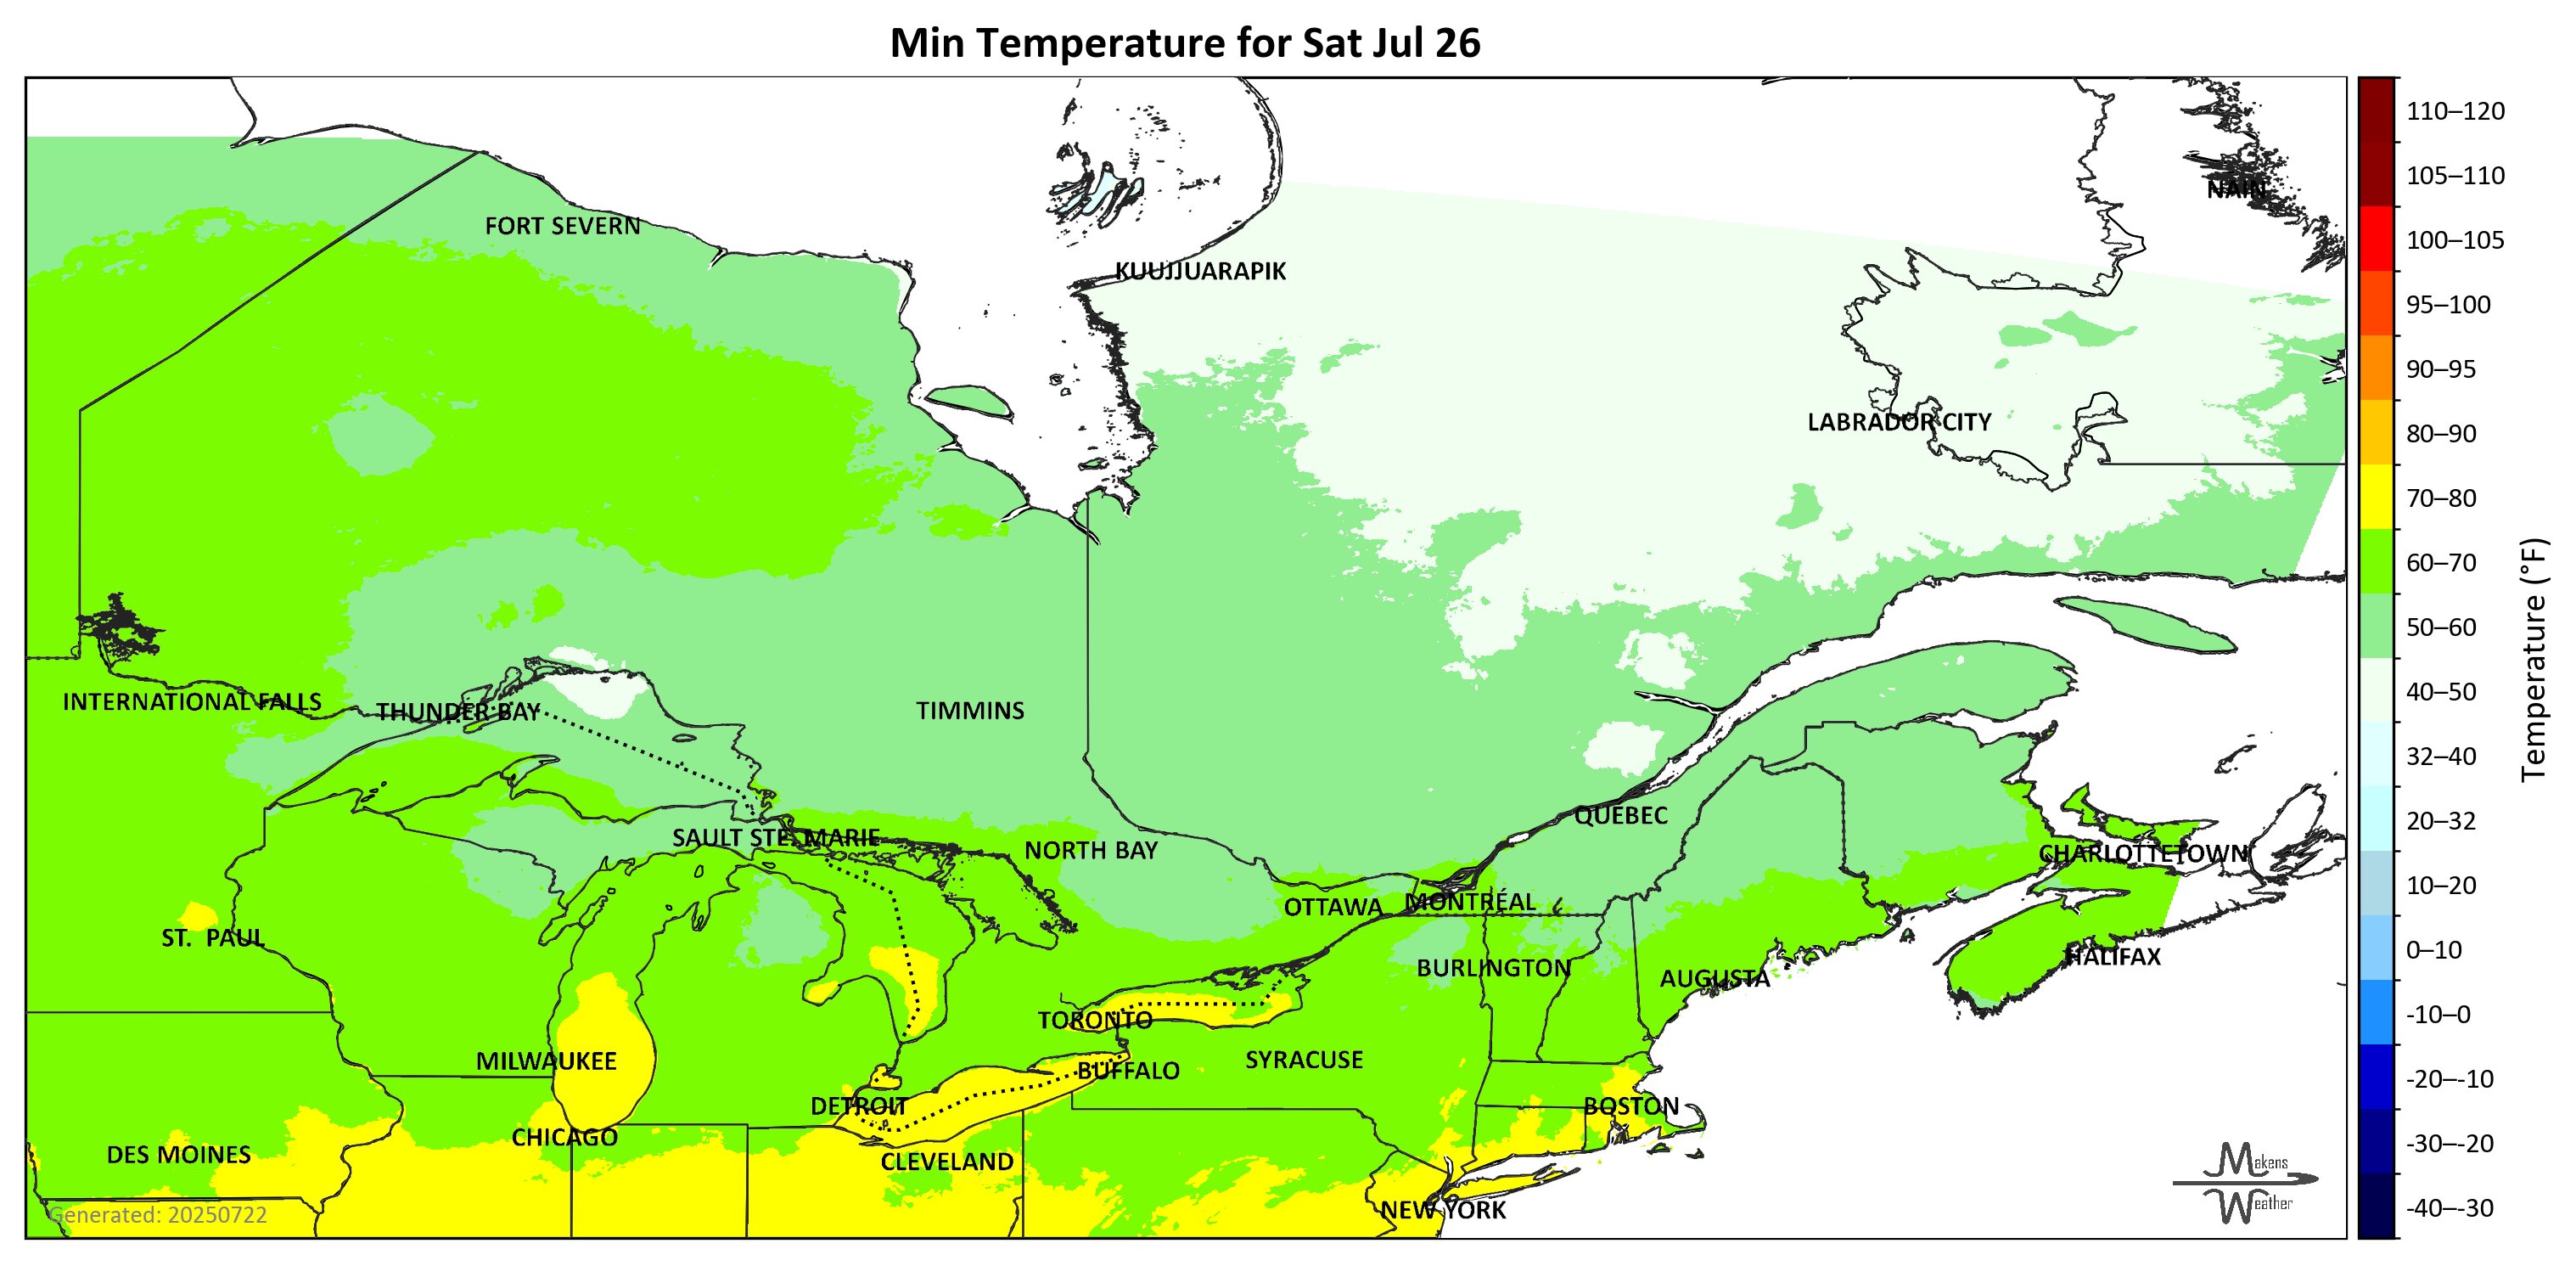 Min Temperature for Sat Jul 26
110–120
105–110
NAIN
FORT SEVERN
100–105
KUUJJUARAPIK
95–100
90–95
LABRADOR CITY
80–90
70–80
60–70
50–60
40–50
INTERNATIONAL FALLS
THUNDER BAY
TIMMINS
Temperature (°F)
32–40
QUÉBEC
20–32
SAULT STE. MARIE
NORTH BAY
CHARLOTTETOWN
10–20
OTTAWA
MONTRÉAL
ST. PAUL
0–10
HALIFAX
BURLINGTON
AUGUSTA
-10–0
TORONTO
MILWAUKEE
SYRACUSE
BUFFALO
-20–-10
DETROIT
BOSTON
CHICAGO
-30–-20
DES MOINES
CLEVELAND
Makens
Weather
-40–-30
NEW YORK
Generated: 20250722